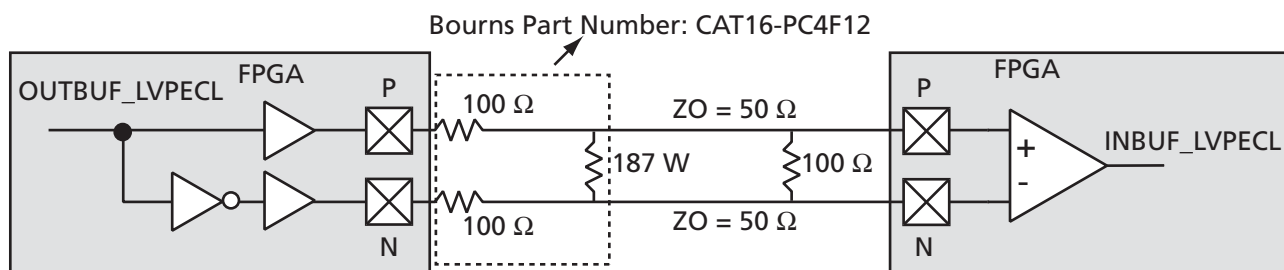 Bourns Part Number: CAT16-PC4F12
FPGA
OUTBUF_LVPECL
P
100 Ω
ZO = 50 Ω
187 W
100 Ω
100 Ω
ZO = 50 Ω
N
FPGA
P
+
-
INBUF_LVPECL
N